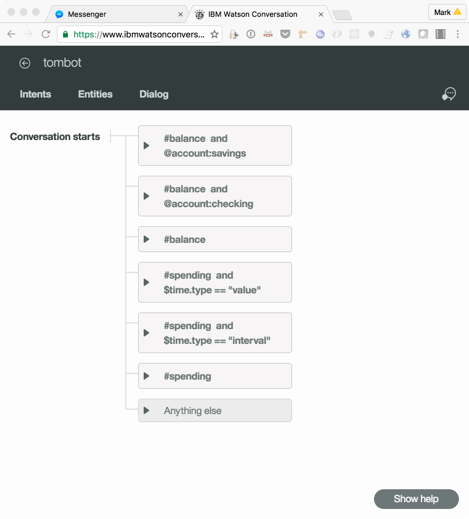 Messenger
IBM Watson Conversation
Mark
https://www.ibmwatsonconvers...
tombot
Intents Entities Dialog
Conversation starts
#balance and
@account:savings
#balance and
@account:checking
#balance
#spending and
$time.type == "value"
#spending and
$time.type == "interval"
#spending
Anything else
Show help